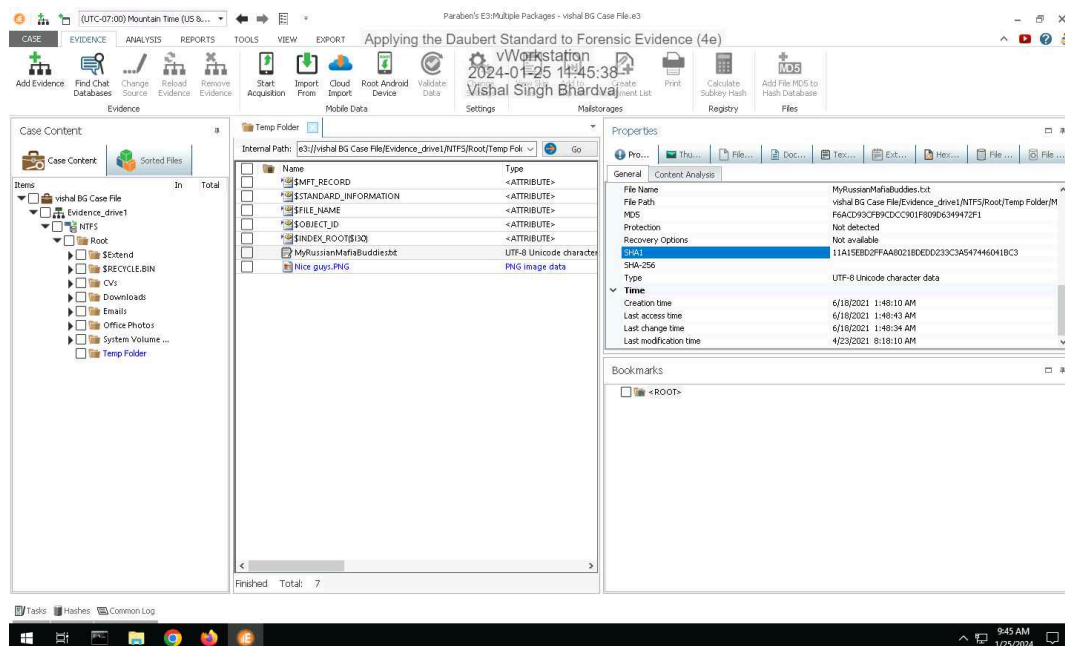 (UTC-07:00) Mountain Time (US &...
Paraben's E3:Multiple Packages - vishal BG Case File.e3
CASE EVIDENCE ANALYSIS REPORTS TOOLS VIEW EXPORT
Applying the Daubert Standard to Forensic Evidence (4e)
vWorkstation
2024-01-25 11:45:38
Vishal Singh Bhardvaj
Add Evidence
Find Chat Databases
Change Source
Reload Evidence
Remove Evidence
Start Acquisition
Import From
Cloud Import
Root Android Device
Validate Data
Print
Calculate Subkey Hash
MD5
Add File MD5 to Hash Database
Evidence
Mobile Data
Settings
Mailstorages
Registry
Files
Case Content
Case Content
Sorted Files
Items In Total
vishal BG Case File
Evidence_drive1
NTFS
Root
$Extend
$RECYCLE.BIN
CVs
Downloads
Emails
Office Photos
System Volume ...
Temp Folder
Temp Folder
Internal Path: e3://vishal BG Case File/Evidence_drive1/NTFS/Root/Temp Fol Go
Name Type
$MFT_RECORD <ATTRIBUTE>
$STANDARD_INFORMATION <ATTRIBUTE>
$FILE_NAME <ATTRIBUTE>
$OBJECT_ID <ATTRIBUTE>
$INDEX_ROOT($I30) <ATTRIBUTE>
MyRussianMafiaBuddies.txt UTF-8 Unicode character
Nice guys.PNG PNG image data
Finished Total: 7
Properties
Pro... Thu... File... Doc... Tex... Ext... Hex... File ... File ...
General Content Analysis
File Name MyRussianMafiaBuddies.txt
File Path vishal BG Case File/Evidence_drive1/NTFS/Root/Temp Folder/M
MD5 F6ACD93CFB9CDCC901F809D6349472F1
Protection Not detected
Recovery Options Not available
SHA1 11A15EBD2FFAA8021BDEDD233C3A547446041BC3
SHA-256
Type UTF-8 Unicode character data
Time
Creation time 6/18/2021 1:48:10 AM
Last access time 6/18/2021 1:48:43 AM
Last change time 6/18/2021 1:48:34 AM
Last modification time 4/23/2021 8:18:10 AM
Bookmarks
<ROOT>
Tasks Hashes Common Log
9:45 AM
1/25/2024